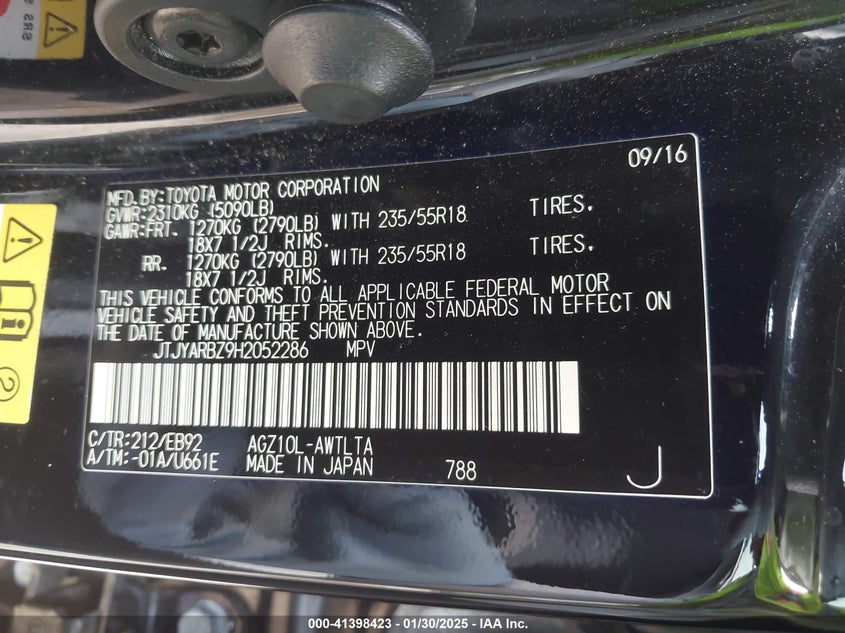 SRS
09/16
MFD.BY:TOYOTA MOTOR CORPORATION
GVWR:2310KG (5090LB)
GAWR:FRT. 1270KG (2790LB) WITH 235/55R18 TIRES,
18X7 1/2J RIMS.
RR. 1270KG (2790LB) WITH 235/55R18 TIRES,
18X7 1/2J RIMS.
THIS VEHICLE CONFORMS TO ALL APPLICABLE FEDERAL MOTOR
VEHICLE SAFETY AND THEFT PREVENTION STANDARDS IN EFFECT ON
THE DATE OF MANUFACTURE SHOWN ABOVE.
JTJYARBZ9H2052286 MPV
C/TR:212/EB92 AGZ10L-AWTLTA
A/TM:-01A/U661E MADE IN JAPAN 788
J
2
000-41398423 - 01/30/2025 - IAA Inc.